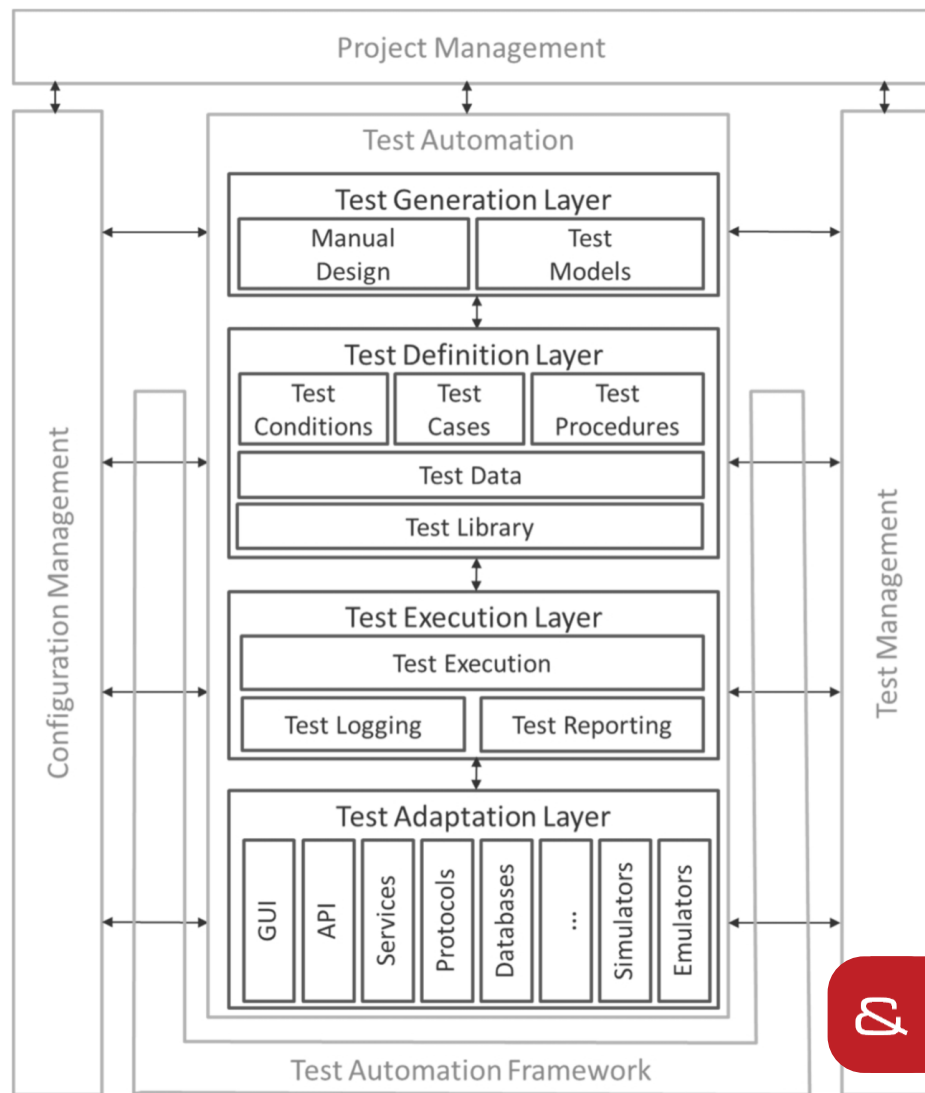 Project Management
Test Automation
Test Generation Layer
Manual
Design
Test
Models
Test Definition Layer
Test
Conditions
Test
Cases
Test
Procedures
Test Data
Test Library
Test Execution Layer
Test Execution
Test Logging
Test Reporting
Test Adaptation Layer
GUI
API
Services
Protocols
Databases
...
Simulators
Emulators
Configuration Management
Test Management
Test Automation Framework
&